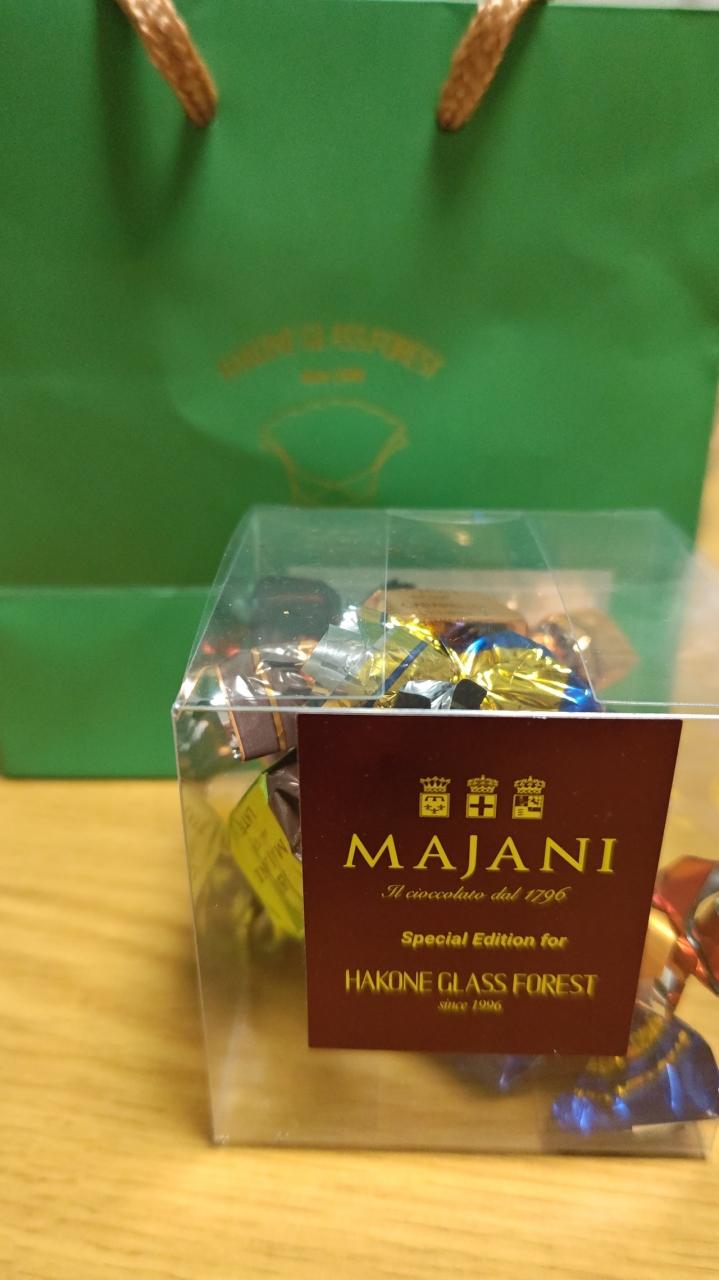 HAKONE GLASS FOREST
MAJANI
Il cioccolato dal 1796
Special Edition for
HAKONE GLASS FOREST
since 1996